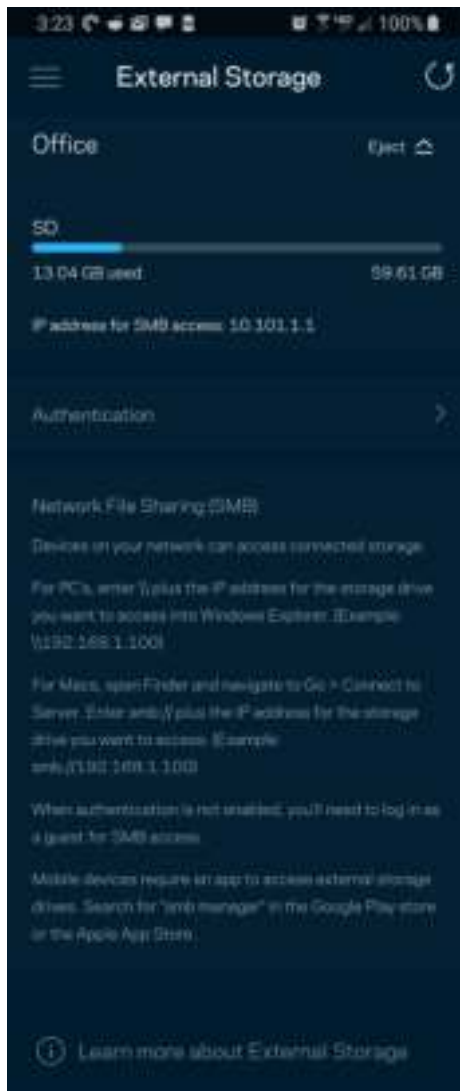 3:23 100%
External Storage
Office Eject
SD
13.04 GB used 59.61 GB
IP address for SMB access: 10.101.1.1
Authentication
Network File Sharing (SMB)
Devices on your network can access connected storage.
For PC's, enter \\ plus the IP address for the storage drive
you want to access into Windows Explorer. (Example:
\\192.168.1.100)
For Macs, open Finder and navigate to Go > Connect to
Server. Enter smb:// plus the IP address for the storage
drive you want to access. (Example:
smb://192.168.1.100)
When authentication is not enabled, you'll need to log in as
a guest for SMB access.
Mobile devices require an app to access external storage
drives. Search for "smb manager" in the Google Play store
or the Apple App Store.
Learn more about External Storage